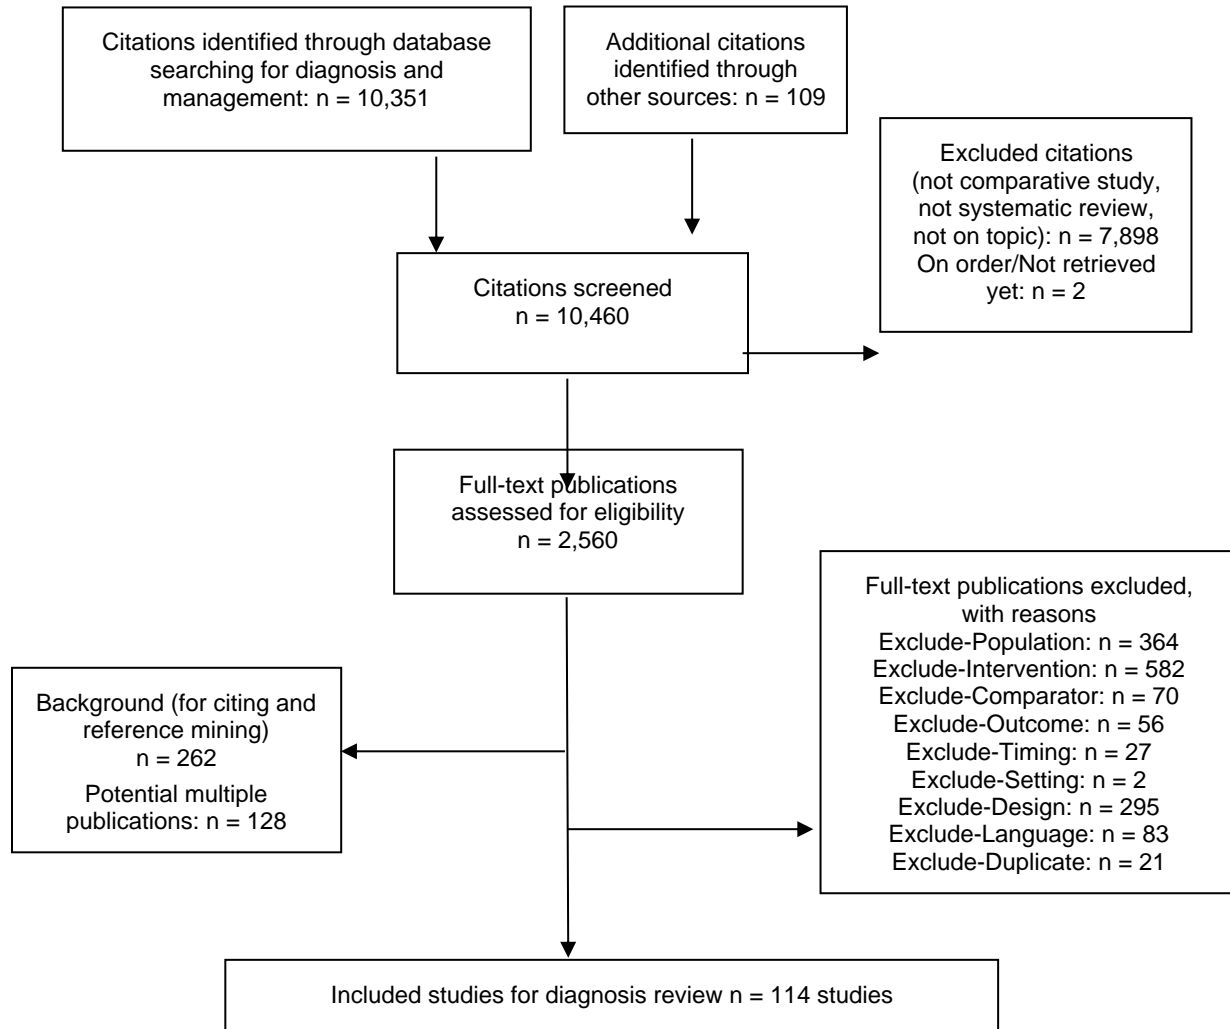 Citations identified through database
searching for diagnosis and
management: n = 10,351
Additional citations
identified through
other sources: n = 109
Excluded citations
(not comparative study,
not systematic review,
not on topic): n = 7,898
On order/Not retrieved
yet: n = 2
Citations screened
n = 10,460
Full-text publications
assessed for eligibility
n = 2,560
Full-text publications excluded,
with reasons
Exclude-Population: n = 364
Exclude-Intervention: n = 582
Exclude-Comparator: n = 70
Exclude-Outcome: n = 56
Exclude-Timing: n = 27
Exclude-Setting: n = 2
Exclude-Design: n = 295
Exclude-Language: n = 83
Exclude-Duplicate: n = 21
Background (for citing and
reference mining)
n = 262
Potential multiple
publications: n = 128
Included studies for diagnosis review n = 114 studies